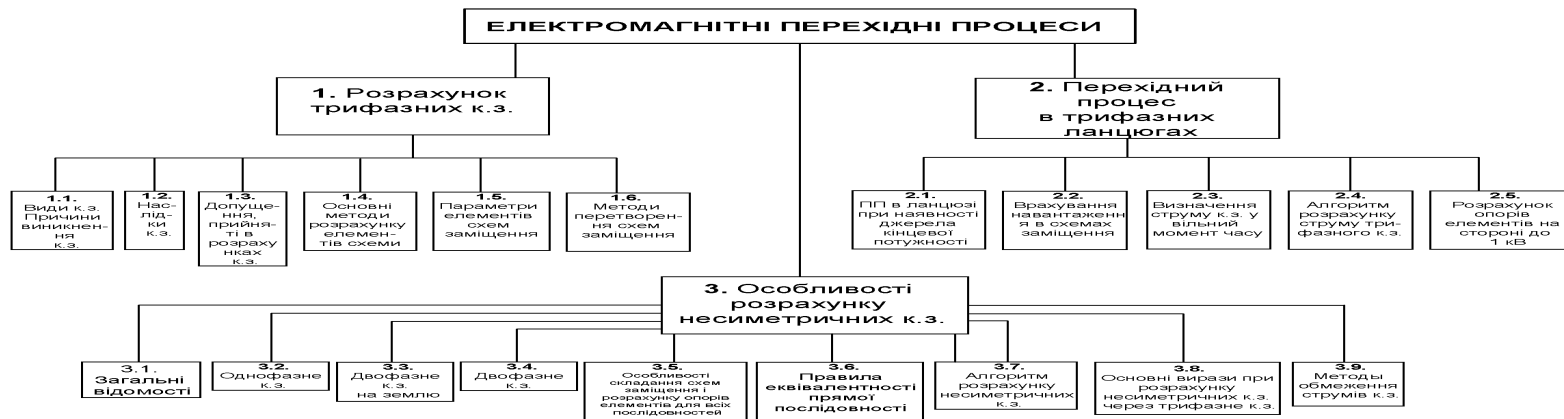 ЕЛЕКТРОМАГНІТНІ ПЕРЕХІДНІ ПРОЦЕСИ
1. Розрахунок
трифазних к.з.
2. Перехідний
процес
в трифазних
ланцюгах
1.1.
Види к.з.
Причини
виникнен-
ня
к.з.
1.2.
Нас-
лід-
ки
к.з.
1.3.
Допуще-
ння,
прийня-
ті в
розраху
нках
к.з.
1.4.
Основні
методи
розрахунку
елемен-
тів схеми
1.5.
Параметри
елементів
схем
заміщення
1.6.
Методи
перетворен-
ня схем
заміщення
2.1.
ПП в ланцюзі
при наявності
джерела
кінцевої
потужності
2.2.
Врахування
навантаженн
я в схемах
заміщення
2.3.
Визначення
струму к.з. у
вільний
момент часу
2.4.
Алгоритм
розрахунку
струму три-
фазного к.з.
2.5.
Розрахунок
опорів
елементів на
стороні до
1 кВ
3. Особливості
розрахунку
несиметричних к.з.
3.1.
Загальні
відомості
3.2.
Однофазне
к.з.
3.3.
Двофазне
к.з.
на землю
3.4.
Двофазне
к.з.
3.5.
Особливості
складання схем
заміщення і
розрахунку опорів
елементів для всіх
послідовностей
3.6.
Правила
еквівалентності
прямої
послідовності
3.7.
Алгоритм
розрахунку
несиметричних
к.з.
3.8.
Основні вирази при
розрахунку
несиметричних к.з.
через трифазне к.з.
3.9.
Методы
обмеження
струмів к.з.